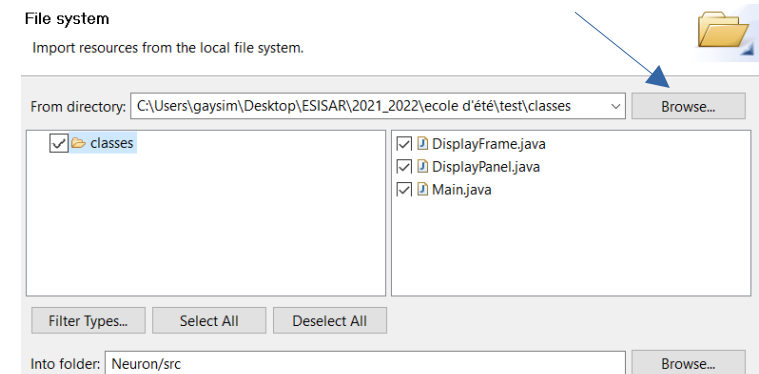 File system
Import resources from the local file system.
From directory: C:\Users\gaysim\Desktop\ESISAR\2021_2022\ecole d'été\test\classes Browse...
classes
DisplayFrame.java
DisplayPanel.java
Main.java
Filter Types... Select All Deselect All
Into folder: Neuron/src Browse...